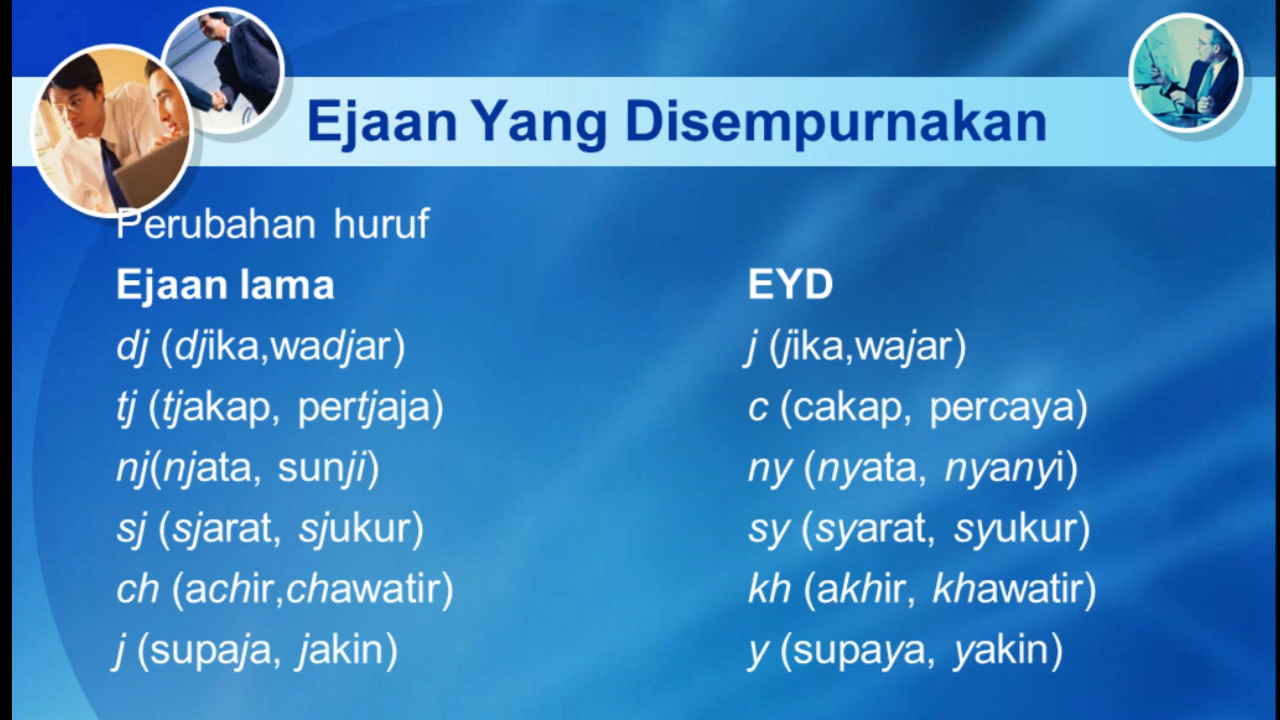 Ejaan Yang Disempurnakan
Perubahan huruf
Ejaan lama EYD
dj (djika,wadjar) j (jika,wajar)
tj (tjakap, pertjaja) c (cakap, percaya)
nj(njata, sunji) ny (nyata, nyanyi)
sj (sjarat, sjukur) sy (syarat, syukur)
ch (achir,chawatir) kh (akhir, khawatir)
j (supaja, jakin) y (supaya, yakin)